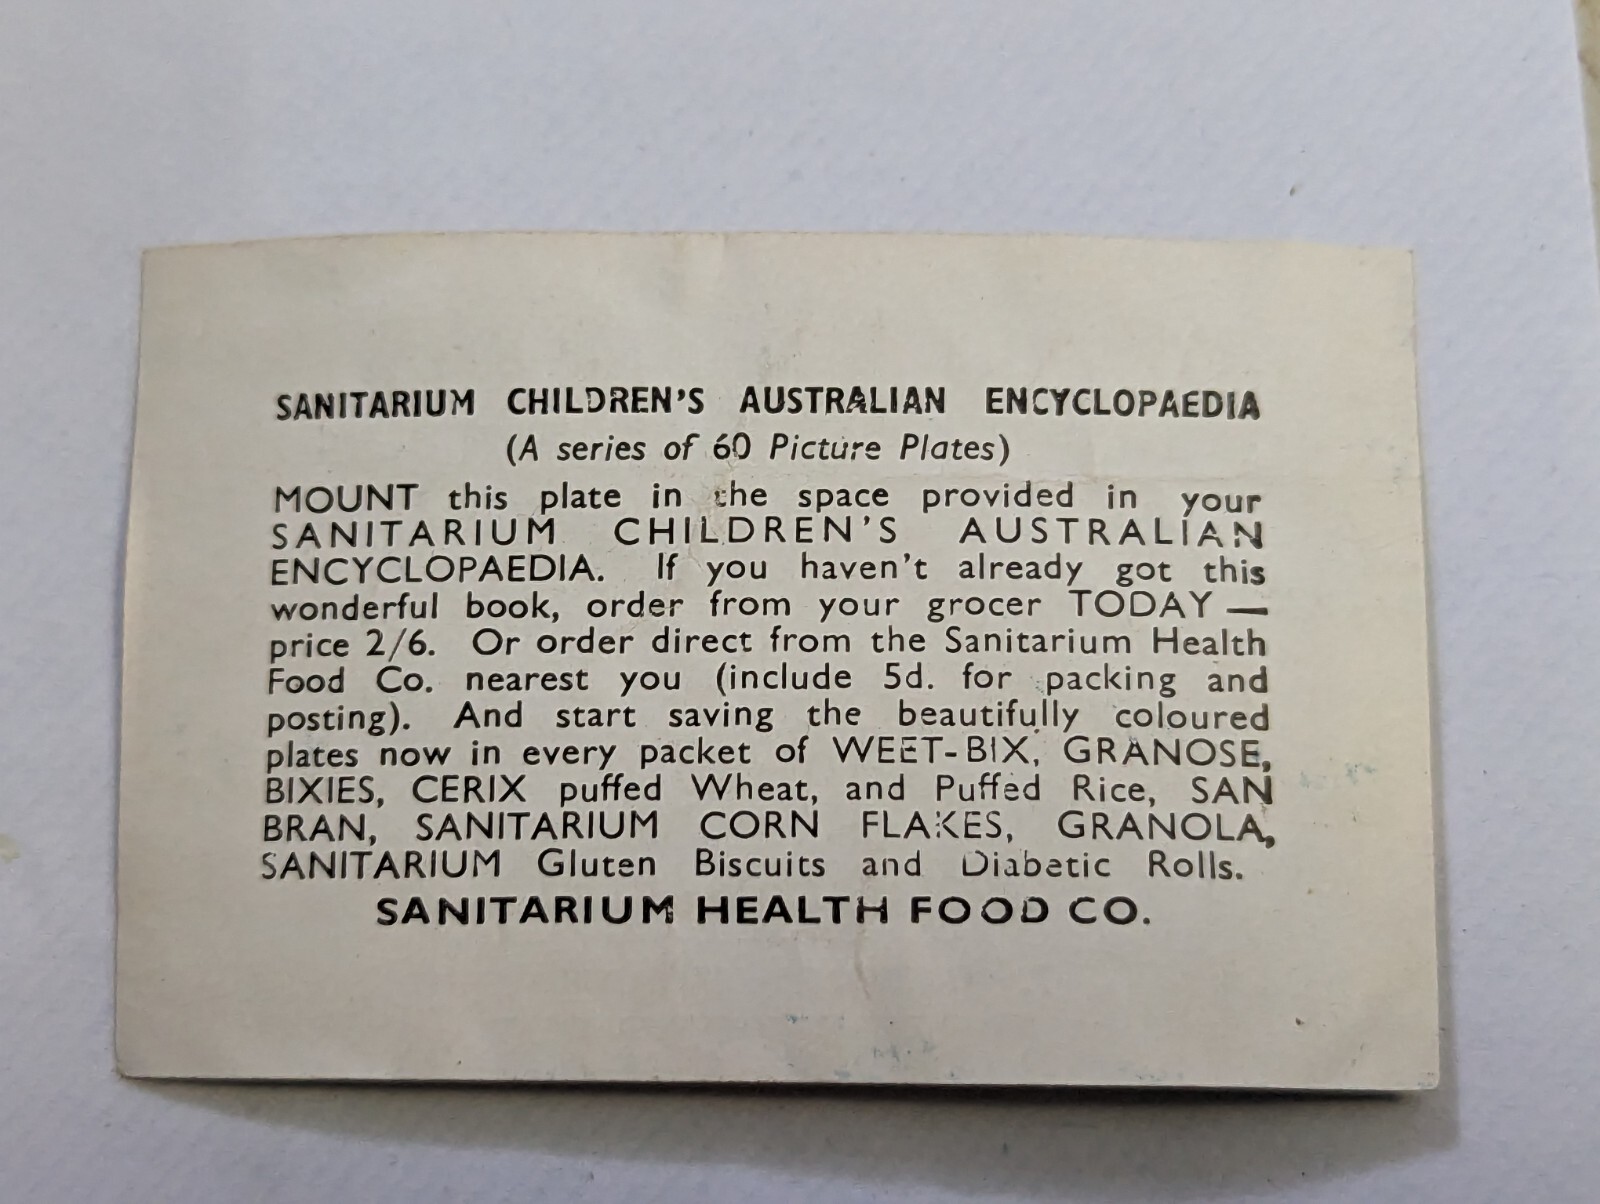 SANITARIUM CHILDREN'S AUSTRALIAN ENCYCLOPAEDIA
(A series of 60 Picture Plates)
MOUNT this plate in the space provided in your
SANITARIUM CHILDREN'S AUSTRALIAN
ENCYCLOPAEDIA. If you haven't already got this
wonderful book, order from your grocer TODAY —
price 2/6. Or order direct from the Sanitarium Health
Food Co. nearest you (include 5d. for packing and
posting). And start saving the beautifully coloured
plates now in every packet of WEET-BIX, GRANOSE,
BIXIES, CERIX puffed Wheat, and Puffed Rice, SAN
BRAN, SANITARIUM CORN FLAKES, GRANOLA,
SANITARIUM Gluten Biscuits and Diabetic Rolls.
SANITARIUM HEALTH FOOD CO.